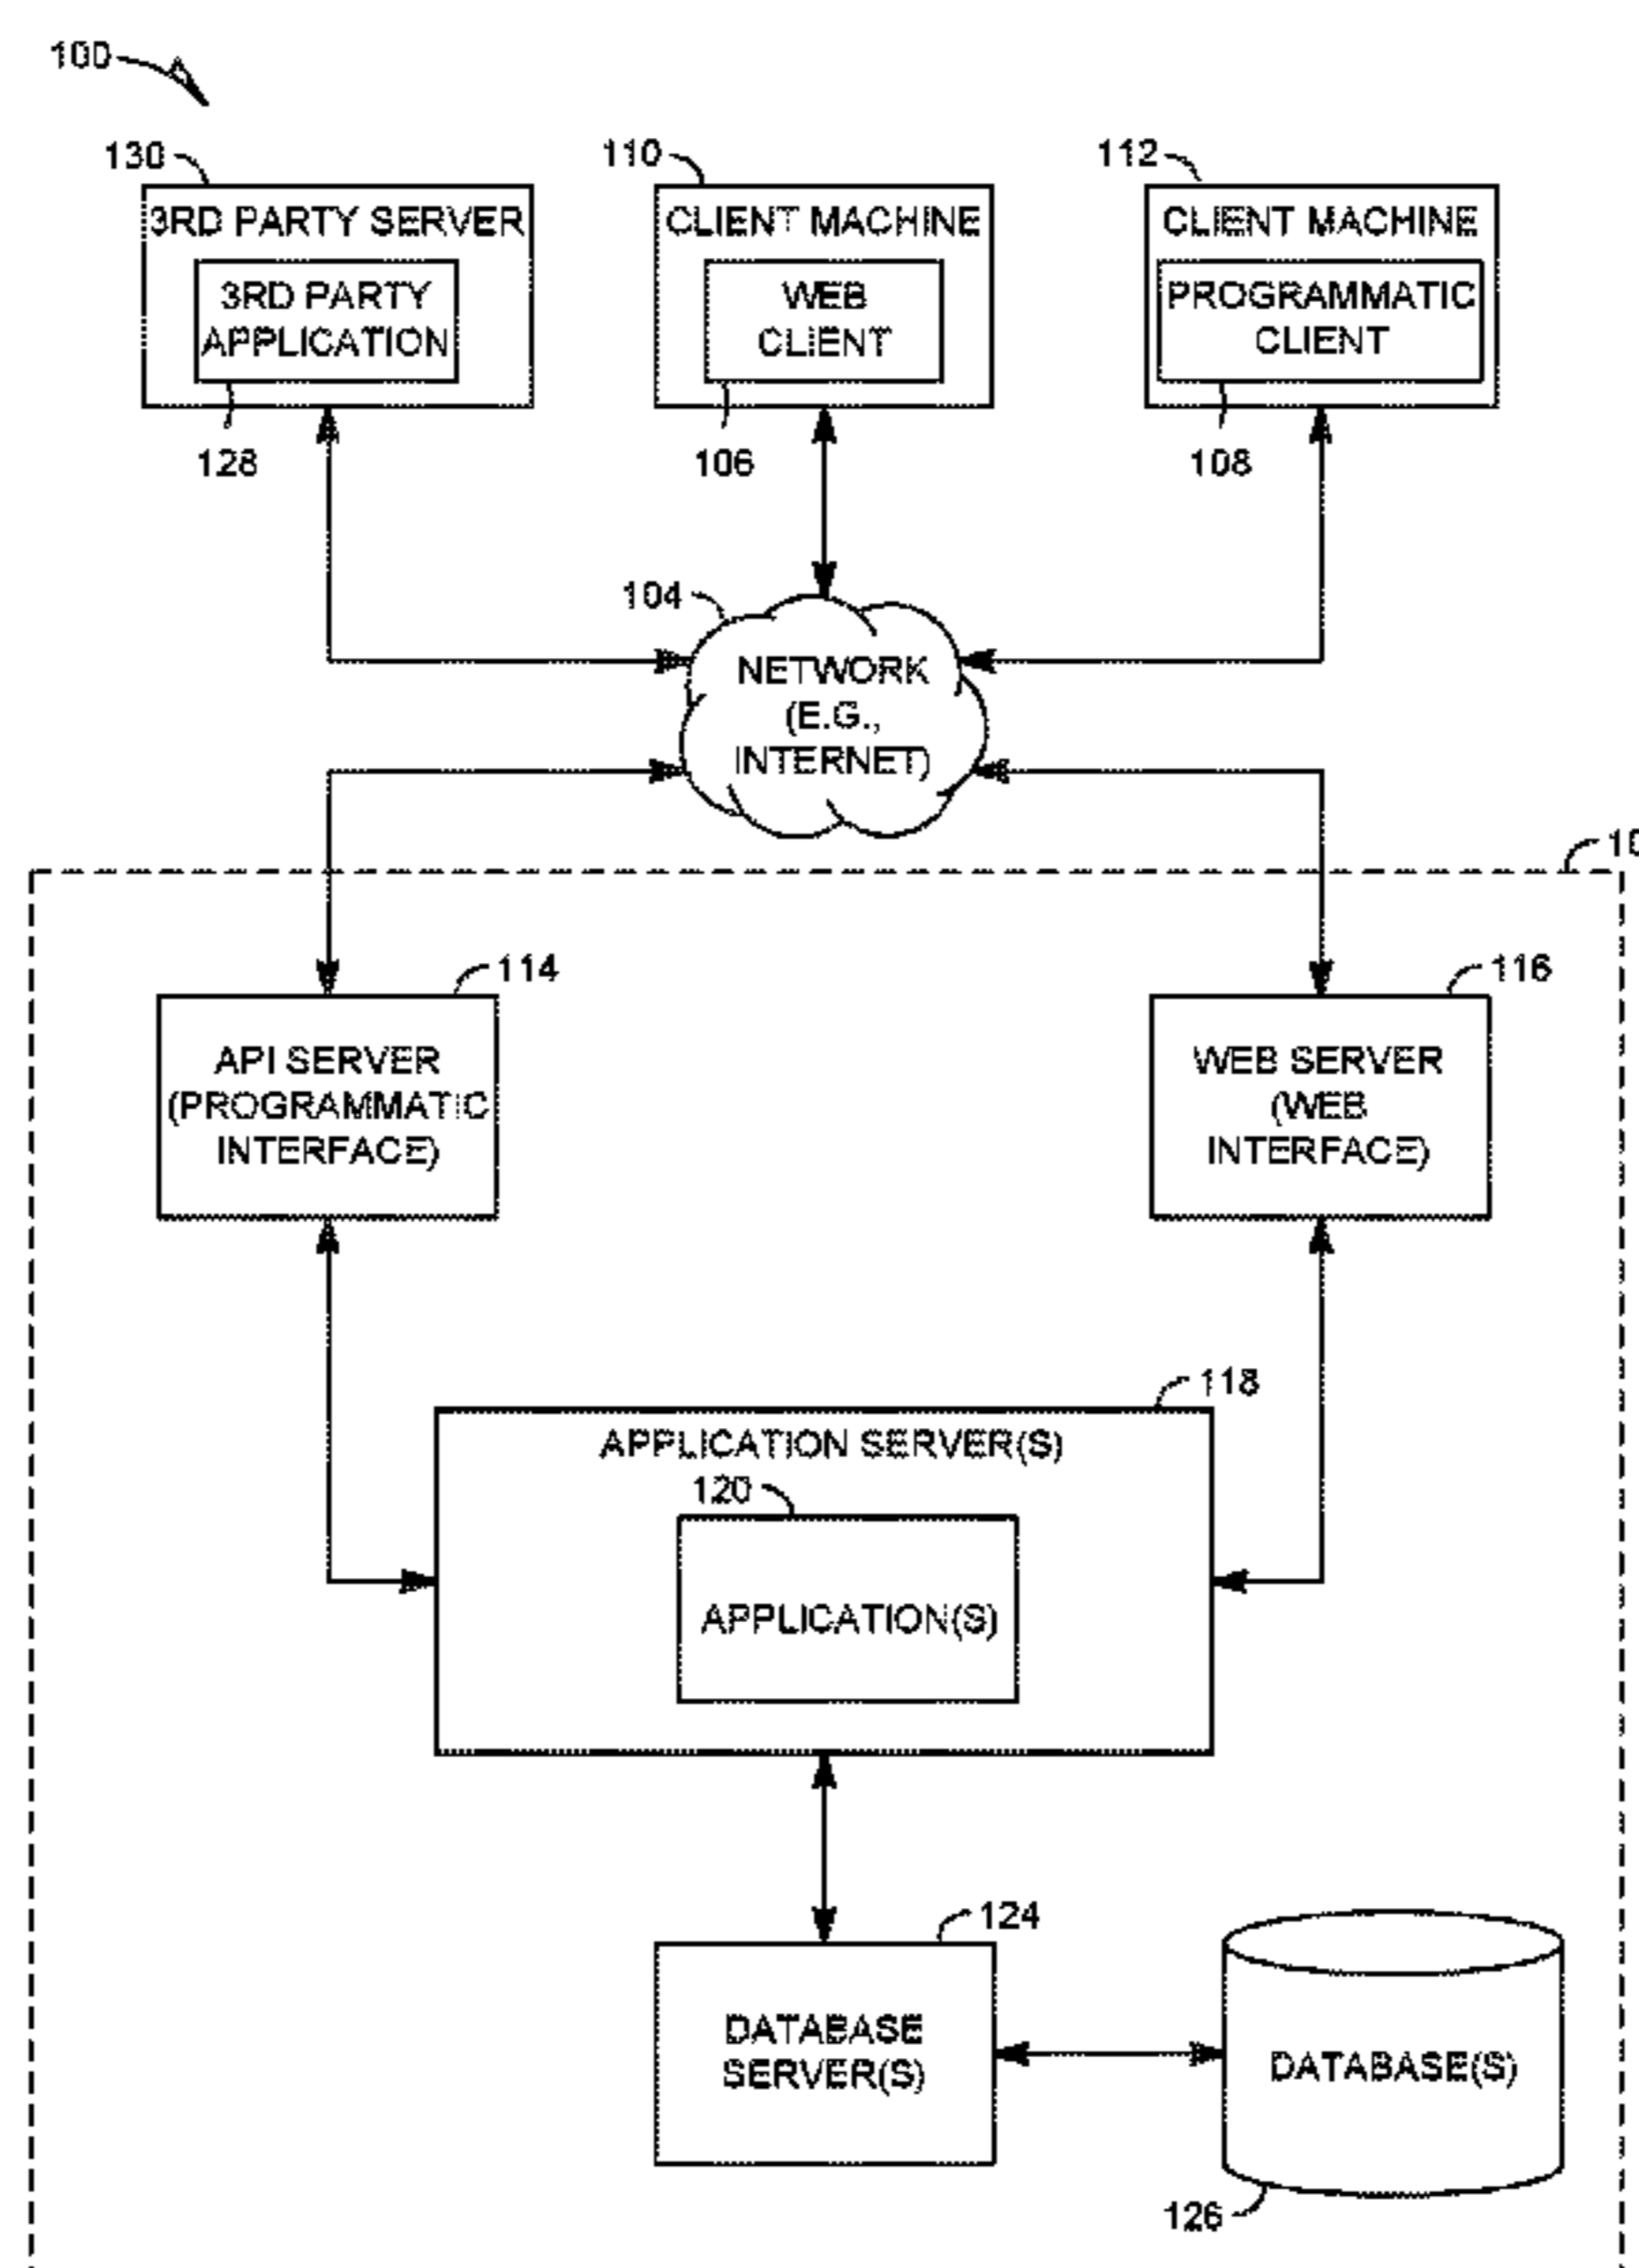 100
130
110
112
3RD PARTY SERVER
CLIENT MACHINE
CLIENT MACHINE
3RD PARTY
APPLICATION
WEB
CLIENT
PROGRAMMATIC
CLIENT
128
106
108
104
NETWORK
(E.G.,
INTERNET)
114
116
API SERVER
(PROGRAMMATIC
INTERFACE)
WEB SERVER
(WEB
INTERFACE)
118
APPLICATION SERVER(S)
120
APPLICATION(S)
124
DATABASE
SERVER(S)
DATABASE(S)
126